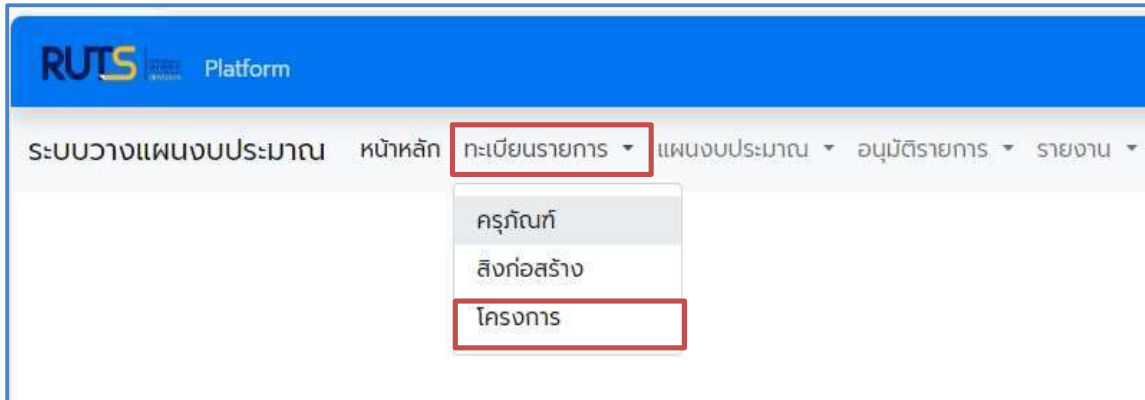 RUTS Platform
ระบบวางแผนงบประมาณ หน้าหลัก ทะเบียนรายการ แผนงบประมาณ อนุมัติรายการ รายงาน
ครุภัณฑ์
สิงก่อสร้าง
โครงการ